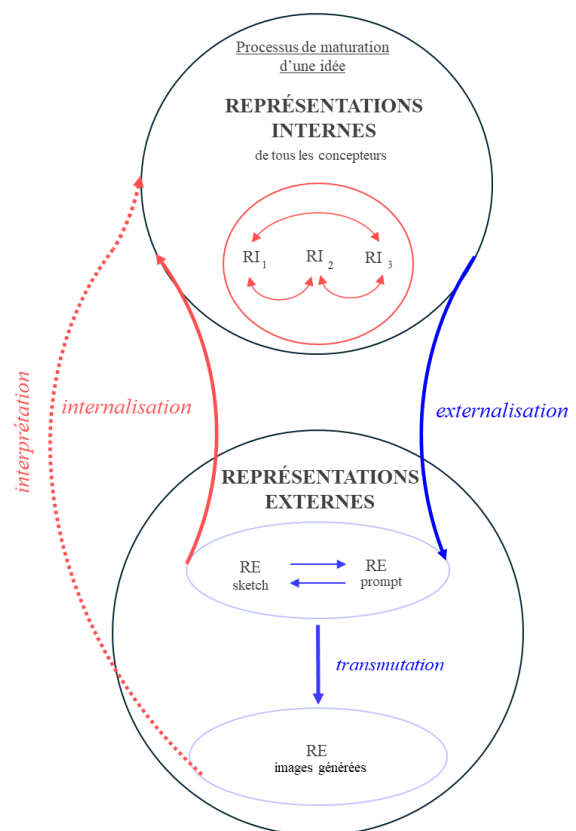 Processus de maturation
d'une idée
REPRÉSENTATIONS
INTERNES
de tous les concepteurs
RI 1 RI 2 RI 3
internalisation
externalisation
interprétation
REPRÉSENTATIONS
EXTERNES
RE RE
sketch prompt
transmutation
RE
images générées